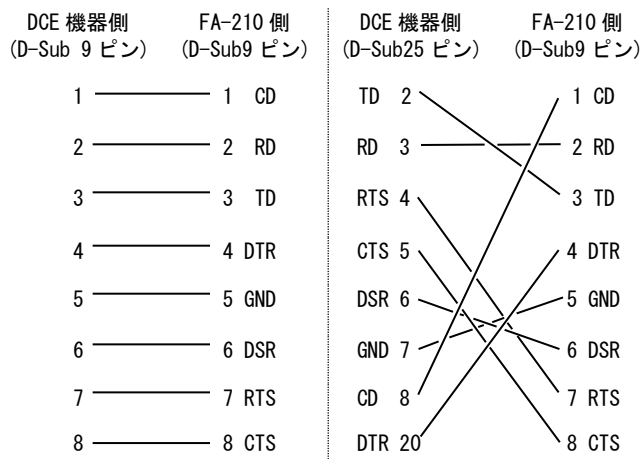 DCE 機器側 FA-210 側
(D-Sub 9 ピン) (D-Sub9 ピン)
1 1 CD
2 2 RD
3 3 TD
4 4 DTR
5 5 GND
6 6 DSR
7 7 RTS
8 8 CTS
DCE 機器側 FA-210 側
(D-Sub25 ピン) (D-Sub9 ピン)
TD 2 1 CD
RD 3 2 RD
RTS 4 3 TD
CTS 5 4 DTR
DSR 6 5 GND
GND 7 6 DSR
CD 8 7 RTS
DTR 20 8 CTS